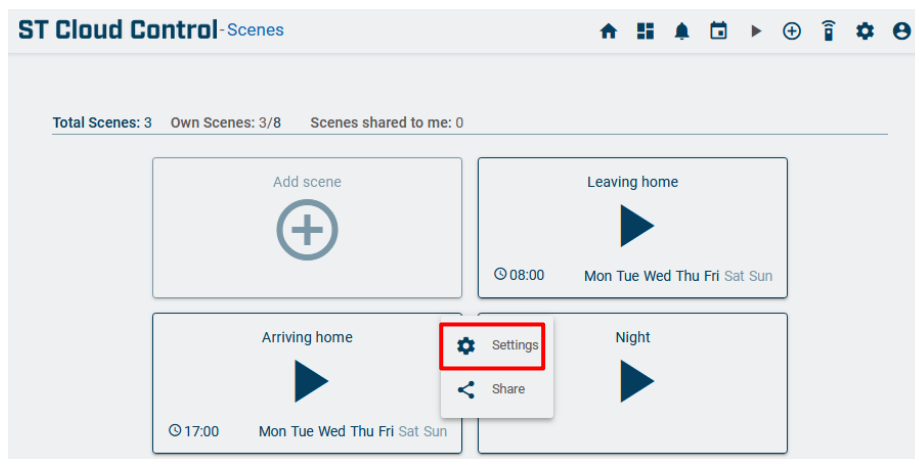 ST Cloud Control - Scenes
Total Scenes: 3 Own Scenes: 3/8 Scenes shared to me: 0
Add scene
Leaving home
08:00 Mon Tue Wed Thu Fri Sat Sun
Arriving home
17:00 Mon Tue Wed Thu Fri Sat Sun
Settings
Share
Night